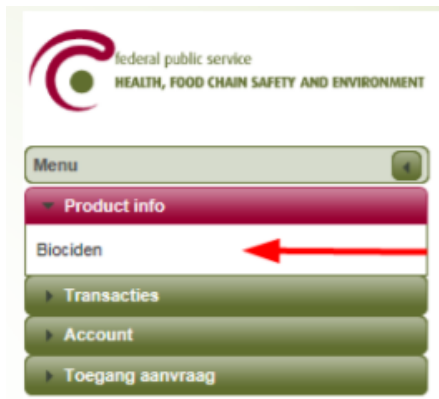 federal public service
HEALTH, FOOD CHAIN SAFETY AND ENVIRONMENT
Menu
Product info
Biociden
Transacties
Account
Toegang aanvraag